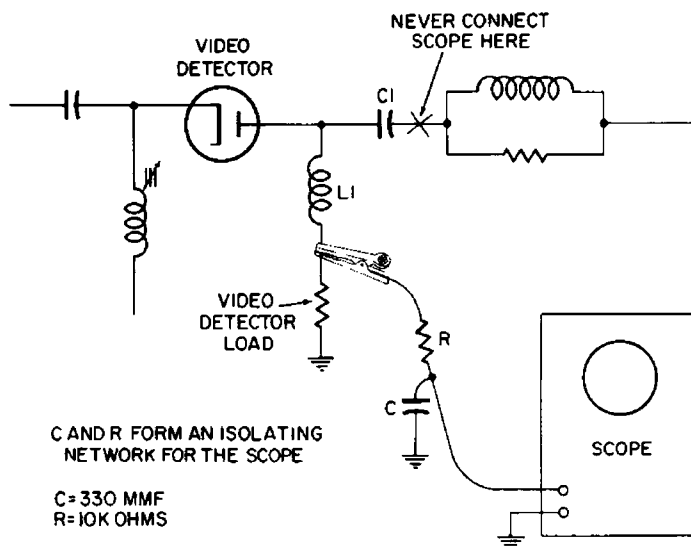 NEVER CONNECT
SCOPE HERE
VIDEO
DETECTOR
C1
L1
VIDEO
DETECTOR
LOAD
R
C
SCOPE
C AND R FORM AN ISOLATING
NETWORK FOR THE SCOPE
C=330 MMF
R=10K OHMS